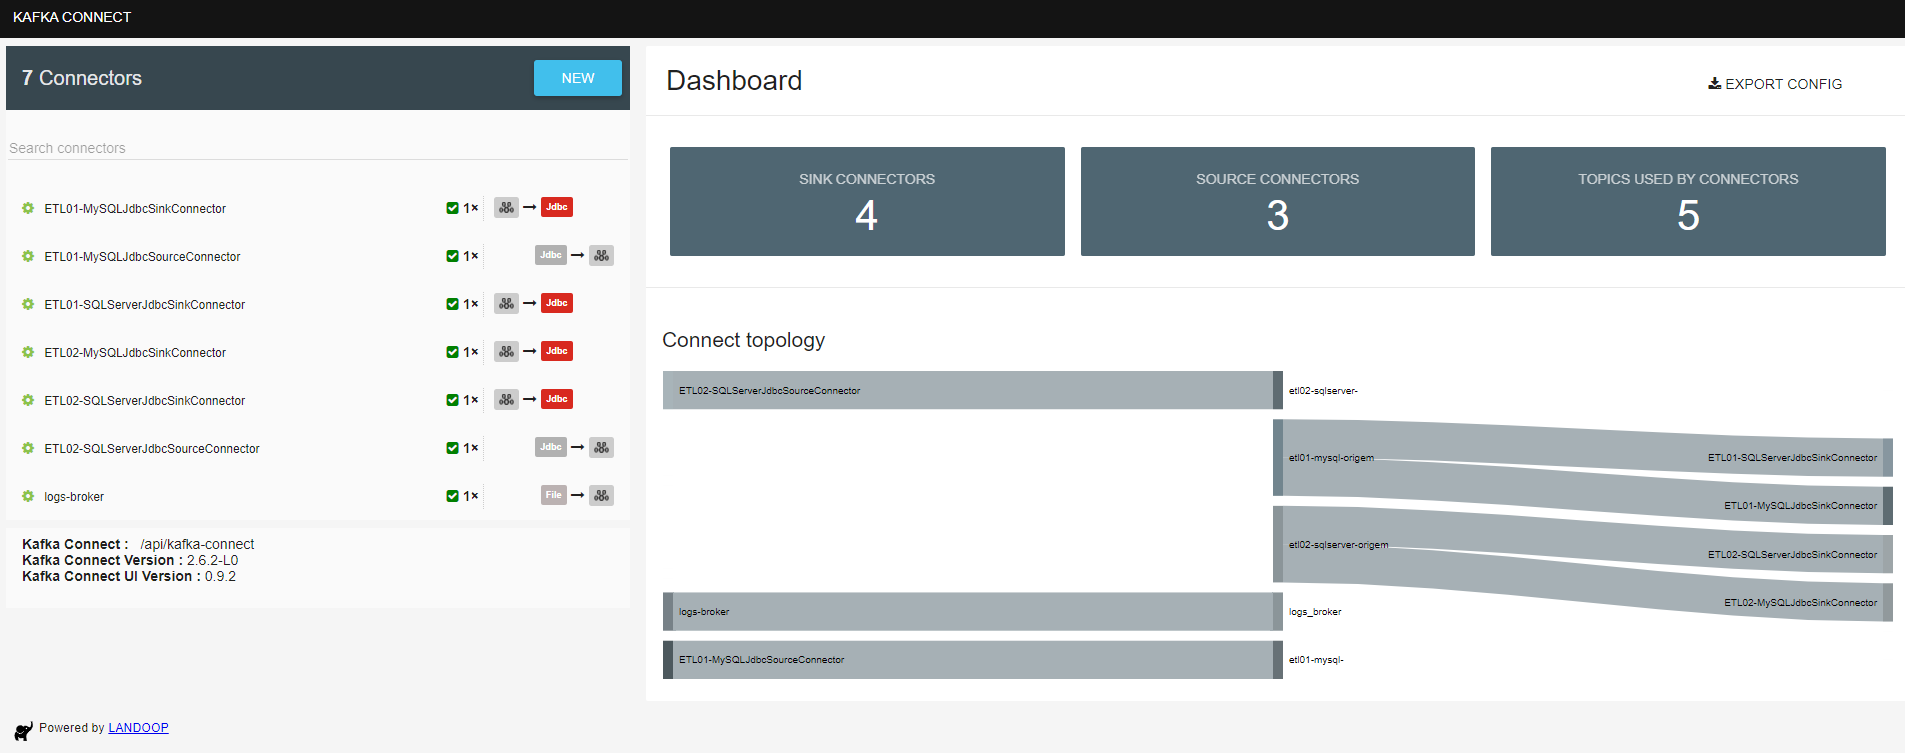 KAFKA CONNECT
7 Connectors
NEW
Search connectors
ETL01-MySQLJdbcSinkConnector 1× Jdbc
ETL01-MySQLJdbcSourceConnector 1× Jdbc
ETL01-SQLServerJdbcSinkConnector 1× Jdbc
ETL02-MySQLJdbcSinkConnector 1× Jdbc
ETL02-SQLServerJdbcSinkConnector 1× Jdbc
ETL02-SQLServerJdbcSourceConnector 1× Jdbc
logs-broker 1× File
Kafka Connect : /api/kafka-connect
Kafka Connect Version : 2.6.2-L0
Kafka Connect UI Version : 0.9.2
Powered by LANDOOP
Dashboard
EXPORT CONFIG
SINK CONNECTORS
4
SOURCE CONNECTORS
3
TOPICS USED BY CONNECTORS
5
Connect topology
ETL02-SQLServerJdbcSourceConnector
etl02-sqlserver-
etl01-mysql-origem
ETL01-SQLServerJdbcSinkConnector
ETL01-MySQLJdbcSinkConnector
etl02-sqlserver-origem
ETL02-SQLServerJdbcSinkConnector
ETL02-MySQLJdbcSinkConnector
logs-broker
logs_broker
ETL01-MySQLJdbcSourceConnector
etl01-mysql-